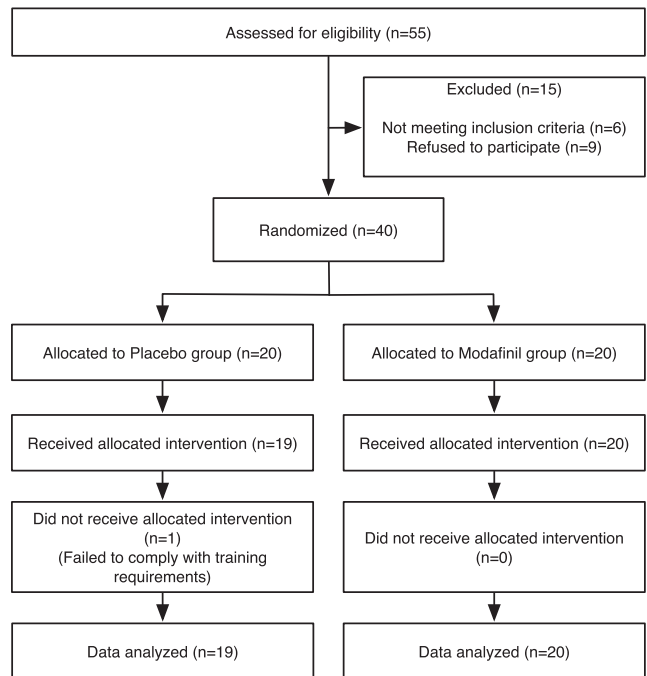 Assessed for eligibility (n=55)
Excluded (n=15)
Not meeting inclusion criteria (n=6)
Refused to participate (n=9)
Randomized (n=40)
Allocated to Placebo group (n=20)
Allocated to Modafinil group (n=20)
Received allocated intervention (n=19)
Received allocated intervention (n=20)
Did not receive allocated intervention
(n=1)
(Failed to comply with training
requirements)
Did not receive allocated intervention
(n=0)
Data analyzed (n=19)
Data analyzed (n=20)